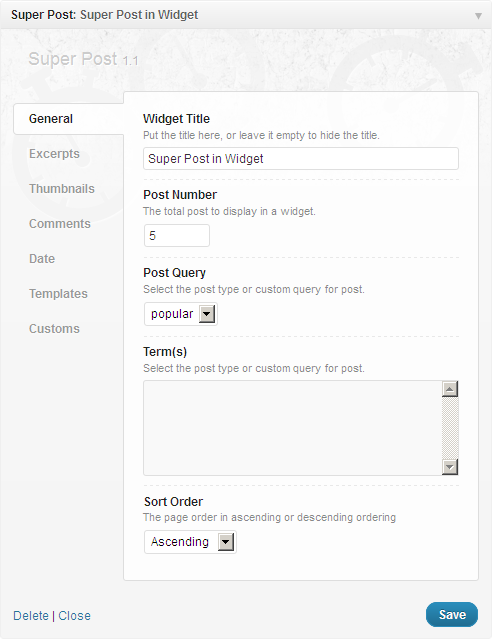 Super Post: Super Post in Widget
Super Post 1.1
General
Excerpts
Thumbnails
Comments
Date
Templates
Customs
Widget Title
Put the title here, or leave it empty to hide the title.
Super Post in Widget
Post Number
The total post to display in a widget.
5
Post Query
Select the post type or custom query for post.
popular
Term(s)
Select the post type or custom query for post.
Sort Order
The page order in ascending or descending ordering
Ascending
Delete | Close
Save